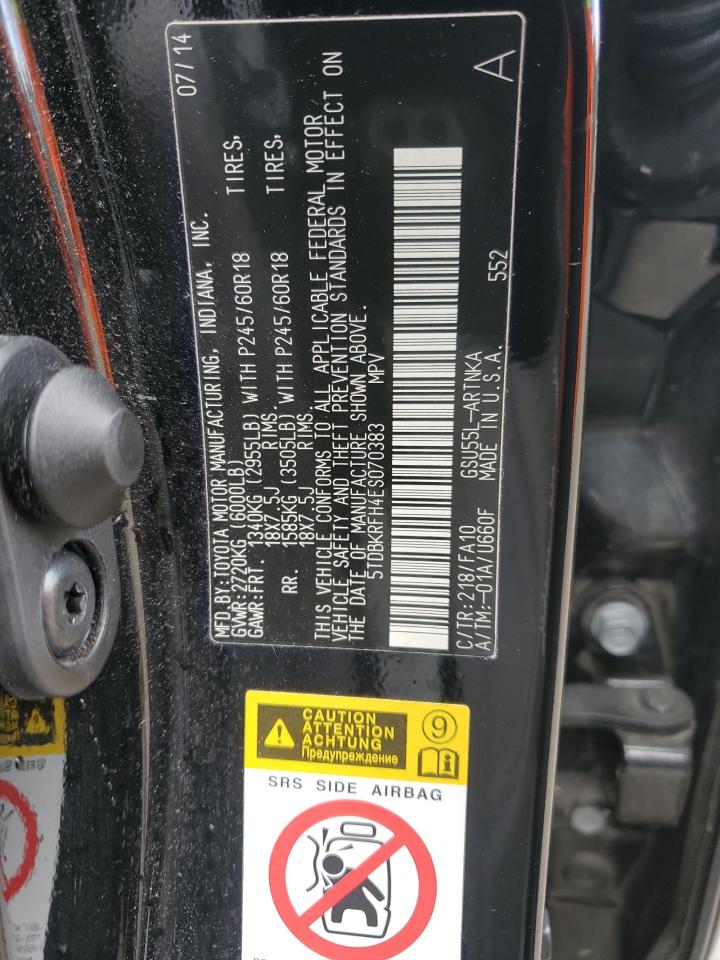 MFD.BY:TOYOTA MOTOR MANUFACTURING, INDIANA, INC. 07/14
GVWR:2720KG (6000LB)
GAWR:FRT. 1340KG (2955LB) WITH P245/60R18 TIRES,
18X7.5J RIMS.
RR. 1585KG (3505LB) WITH P245/60R18 TIRES,
18X7.5J RIMS.
THIS VEHICLE CONFORMS TO ALL APPLICABLE FEDERAL MOTOR
VEHICLE SAFETY AND THEFT PREVENTION STANDARDS IN EFFECT ON
THE DATE OF MANUFACTURE SHOWN ABOVE.
5TDBKRFH4ES070383 MPV
C/TR:218/FA10 GSU55L-ARTNKA
A/TM:-01A/U660F MADE IN U.S.A. 552 A
CAUTION
ATTENTION
ACHTUNG
Предупреждение
9
SRS SIDE AIRBAG